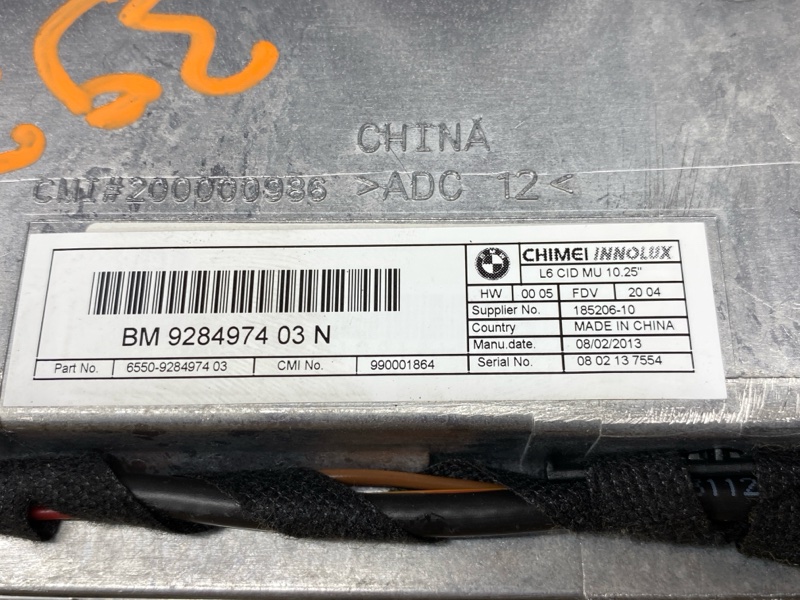 CHINA
CMI#200000986 >ADC 12<
CHIMEI INNOLUX
L6 CID MU 10.25"
HW 00 05 FDV 20 04
Supplier No. 185206-10
BM 9284974 03 N
Country MADE IN CHINA
Manu.date. 08/02/2013
Part No. 6550-9284974 03 CMI No. 990001864 Serial No. 08 02 13 7554